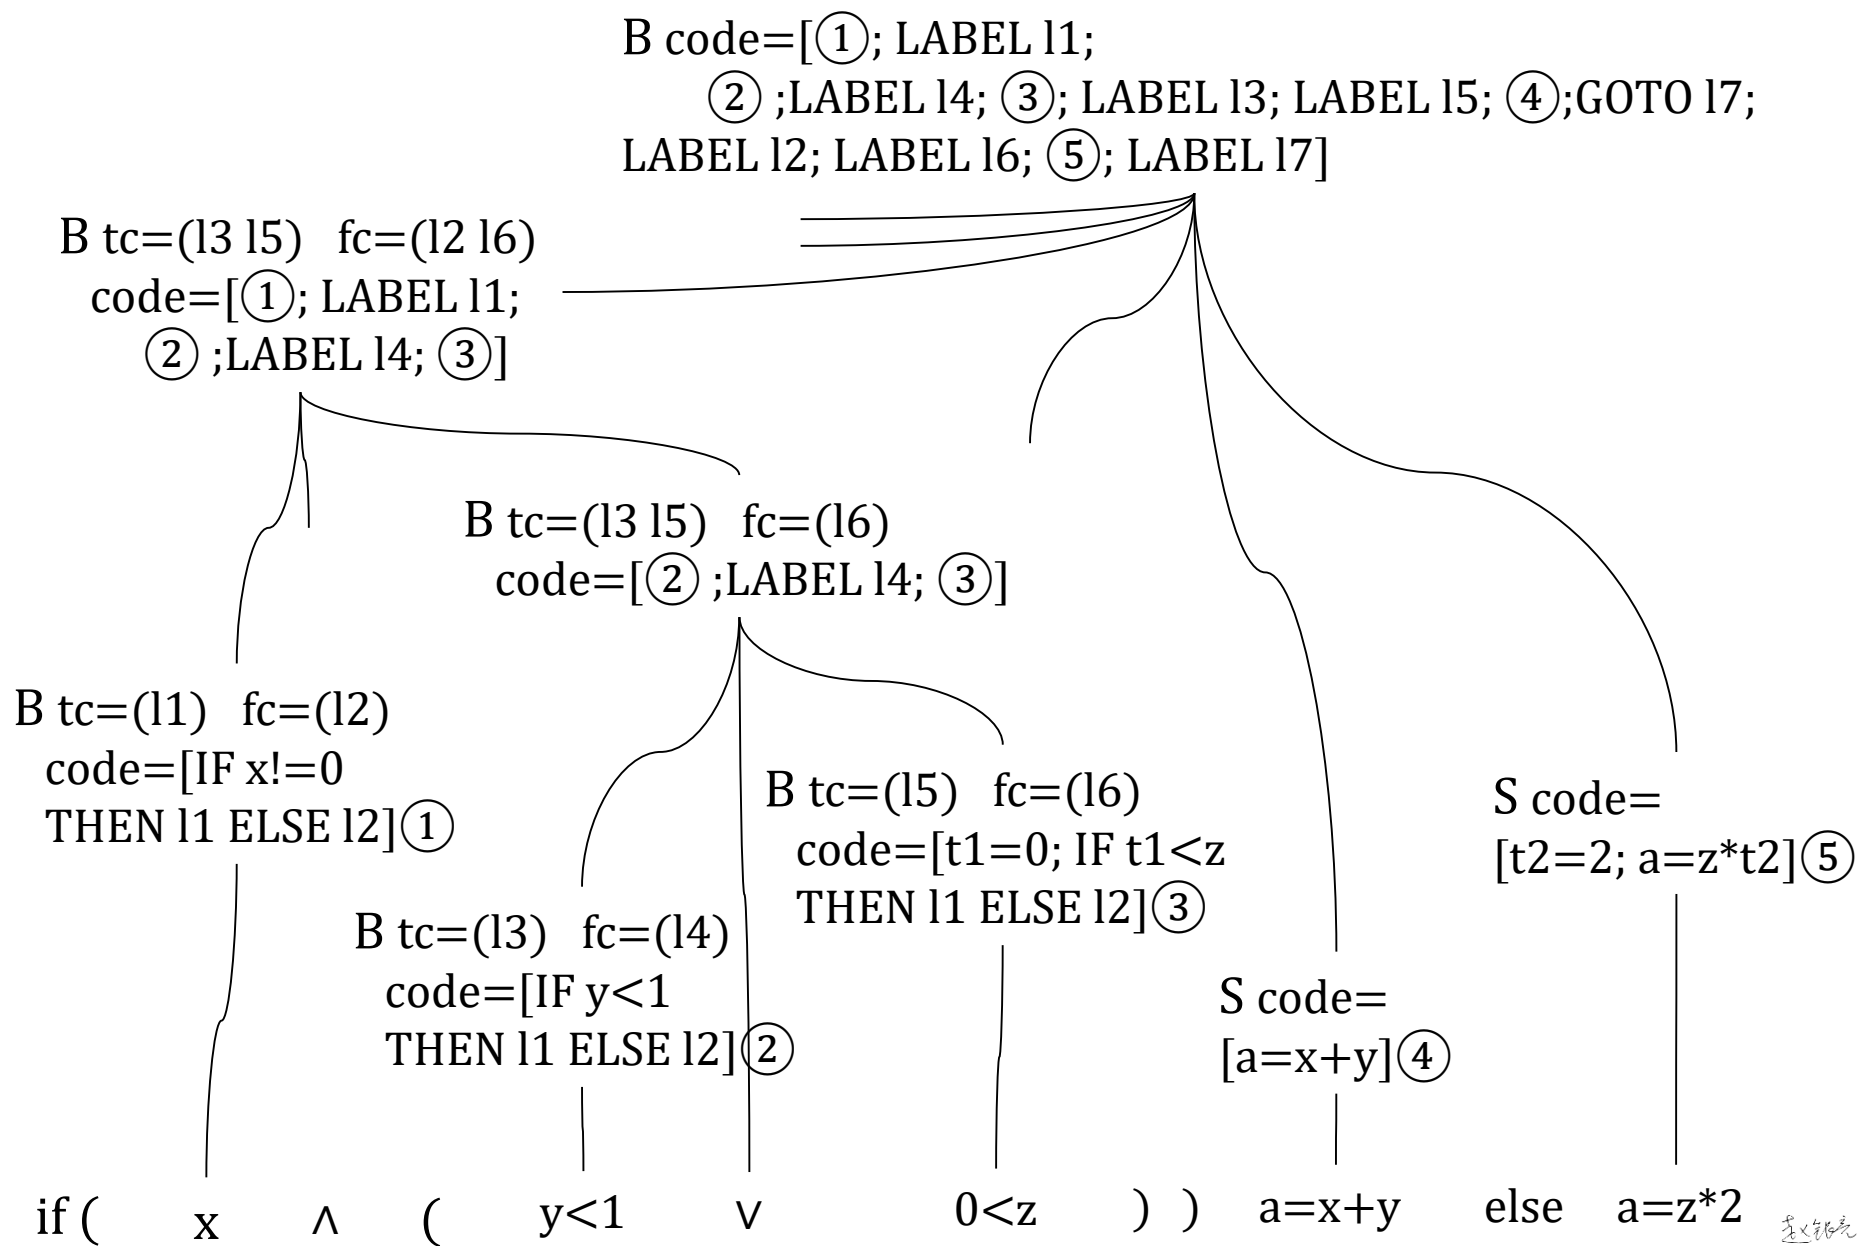 B code=[①; LABEL l1;
② ;LABEL l4; ③; LABEL l3; LABEL l5; ④;GOTO l7;
LABEL l2; LABEL l6; ⑤; LABEL l7]
B tc=(l3 l5) fc=(l2 l6)
code=[①; LABEL l1;
② ;LABEL l4; ③]
B tc=(l3 l5) fc=(l6)
code=[② ;LABEL l4; ③]
B tc=(l1) fc=(l2)
code=[IF x!=0
THEN l1 ELSE l2]①
B tc=(l5) fc=(l6)
code=[t1=0; IF t1<z
THEN l1 ELSE l2]③
S code=
[t2=2; a=z*t2]⑤
B tc=(l3) fc=(l4)
code=[IF y<1
THEN l1 ELSE l2]②
S code=
[a=x+y]④
if ( x ∧ ( y<1 ∨ 0<z ) ) a=x+y else a=z*2
赵银亮